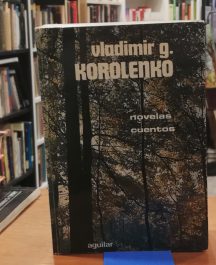 vladimir g.
KOROLENKO
novelas
cuentos
aguilar